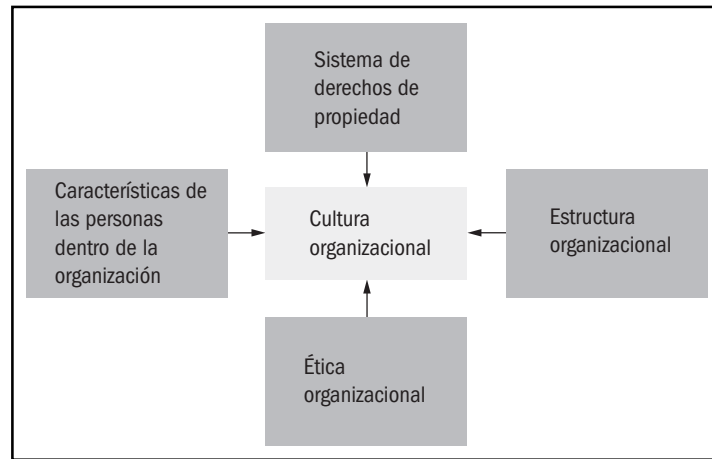 Sistema de
derechos de
propiedad
Características de
las personas
dentro de la
organización
Cultura
organizacional
Estructura
organizacional
Ética
organizacional